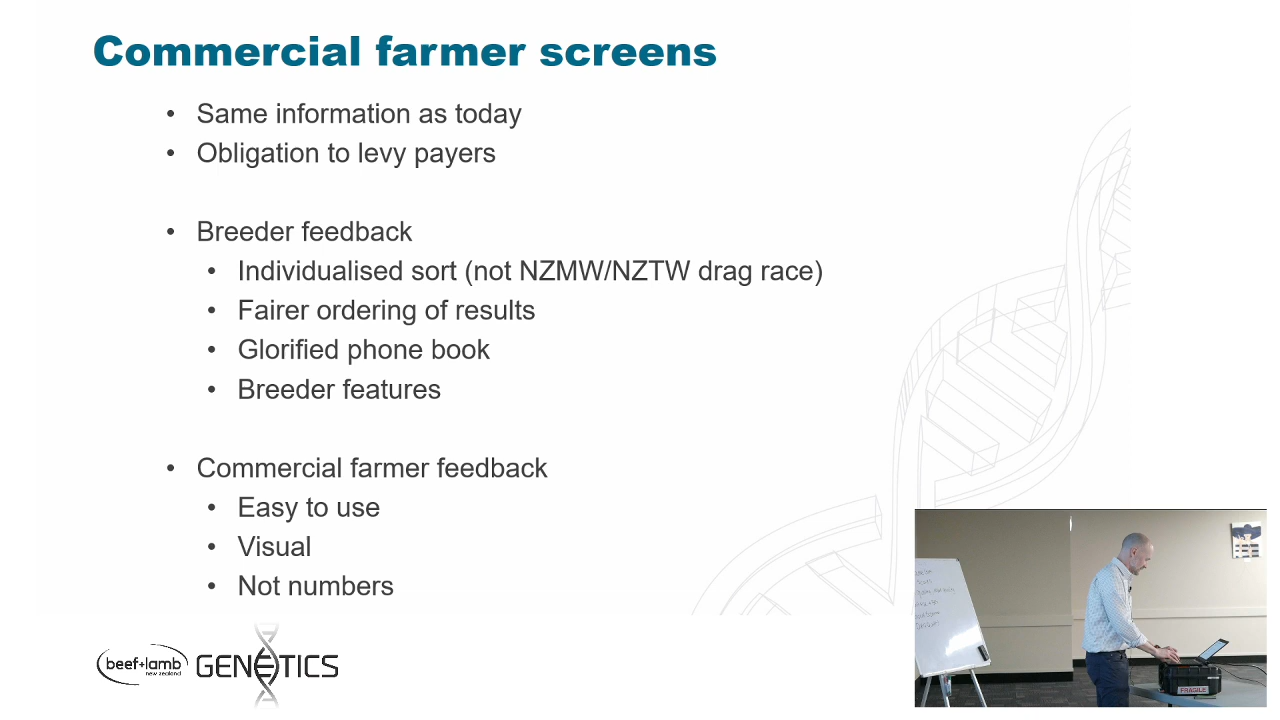 Commercial farmer screens
• Same information as today
• Obligation to levy payers
• Breeder feedback
• Individualised sort (not NZMW/NZTW drag race)
• Fairer ordering of results
• Glorified phone book
• Breeder features
• Commercial farmer feedback
• Easy to use
• Visual
• Not numbers
beef+lamb
new zealand
GENETICS
FRAGILE